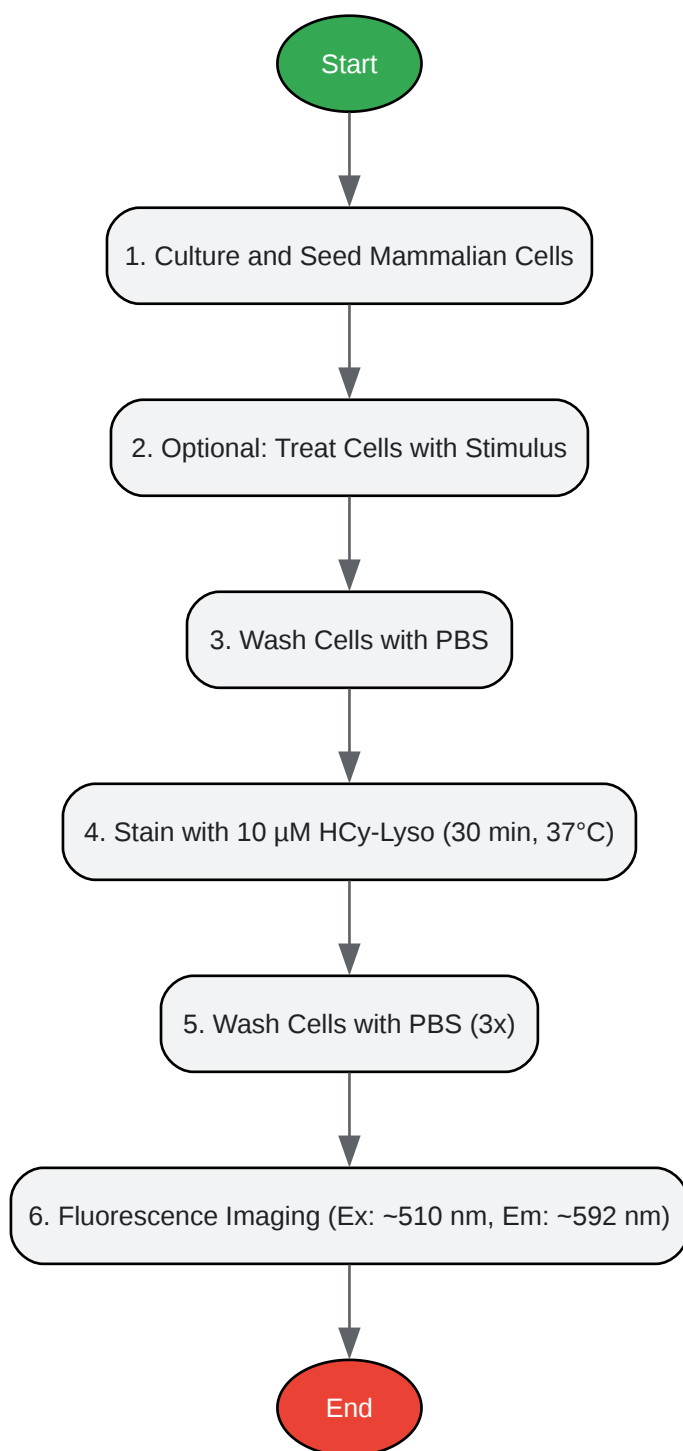 Start
1. Culture and Seed Mammalian Cells
2. Optional: Treat Cells with Stimulus
3. Wash Cells with PBS
4. Stain with 10 µM HCy-Lyso (30 min, 37°C)
5. Wash Cells with PBS (3x)
6. Fluorescence Imaging (Ex: ~510 nm, Em: ~592 nm)
End